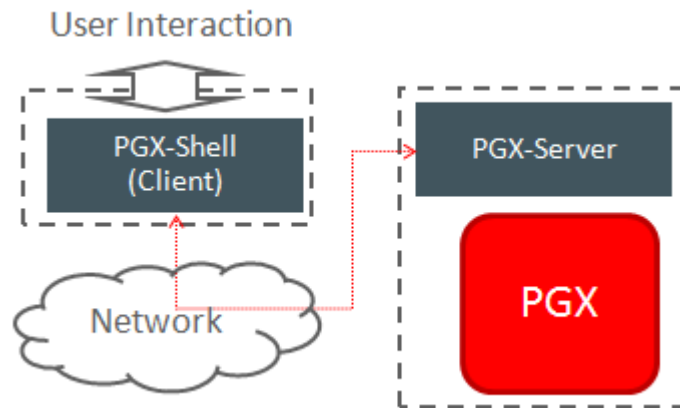 User Interaction
PGX-Shell
(Client)
PGX-Server
Network
PGX